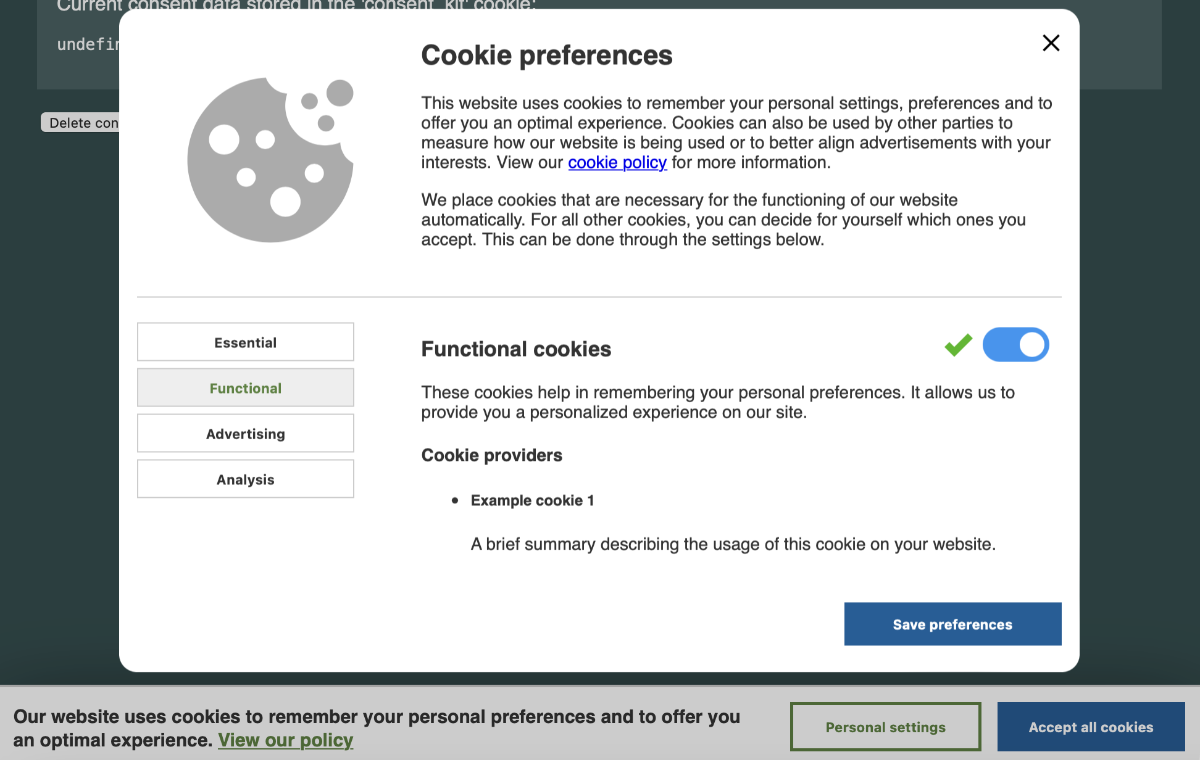 Current consent data stored in the 'consent_kit' cookie:
undefin
Delete con
Cookie preferences
This website uses cookies to remember your personal settings, preferences and to
offer you an optimal experience. Cookies can also be used by other parties to
measure how our website is being used or to better align advertisements with your
interests. View our cookie policy for more information.
We place cookies that are necessary for the functioning of our website
automatically. For all other cookies, you can decide for yourself which ones you
accept. This can be done through the settings below.
Essential
Functional
Advertising
Analysis
Functional cookies
These cookies help in remembering your personal preferences. It allows us to
provide you a personalized experience on our site.
Cookie providers
• Example cookie 1
A brief summary describing the usage of this cookie on your website.
Save preferences
Our website uses cookies to remember your personal preferences and to offer you
an optimal experience. View our policy
Personal settings
Accept all cookies